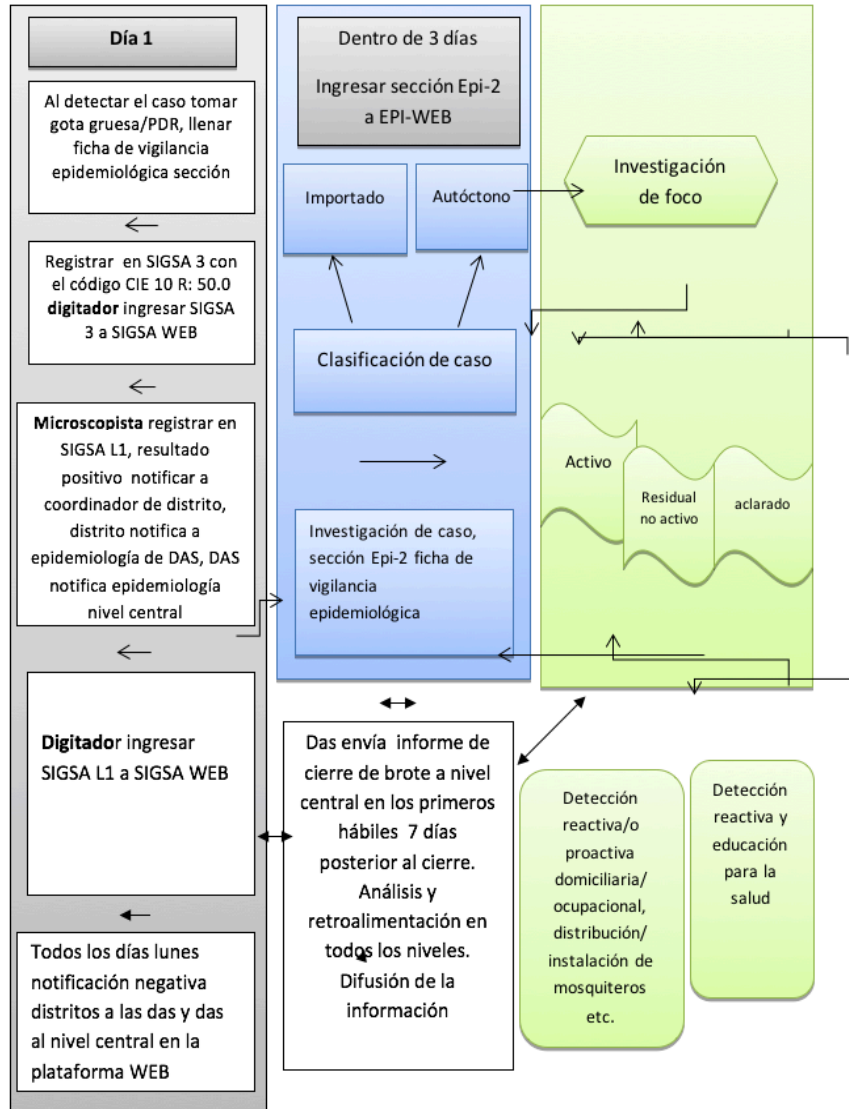 Día 1
Al detectar el caso tomar
gota gruesa/PDR, llenar
ficha de vigilancia
epidemiológica sección
Registrar en SIGSA 3 con
el código CIE 10 R: 50.0
digitador ingresar SIGSA
3 a SIGSA WEB
Microscopista registrar en
SIGSA L1, resultado
positivo notificar a
coordinador de distrito,
distrito notifica a
epidemiología de DAS, DAS
notifica epidemiología
nivel central
Digitador ingresar
SIGSA L1 a SIGSA WEB
Todos los días lunes
notificación negativa
distritos a las das y das
al nivel central en la
plataforma WEB
Dentro de 3 días
Ingresar sección Epi-2
a EPI-WEB
Importado
Autóctono
Clasificación de caso
Investigación de caso,
sección Epi-2 ficha de
vigilancia
epidemiológica
Das envía informe de
cierre de brote a nivel
central en los primeros
hábiles 7 días
posterior al cierre.
Análisis y
retroalimentación en
todos los niveles.
Difusión de la
información
Investigación
de foco
Activo
Residual
no activo
aclarado
Detección
reactiva/o
proactiva
domiciliaria/
ocupacional,
distribución/
instalación de
mosquiteros
etc.
Detección
reactiva y
educación
para la
salud